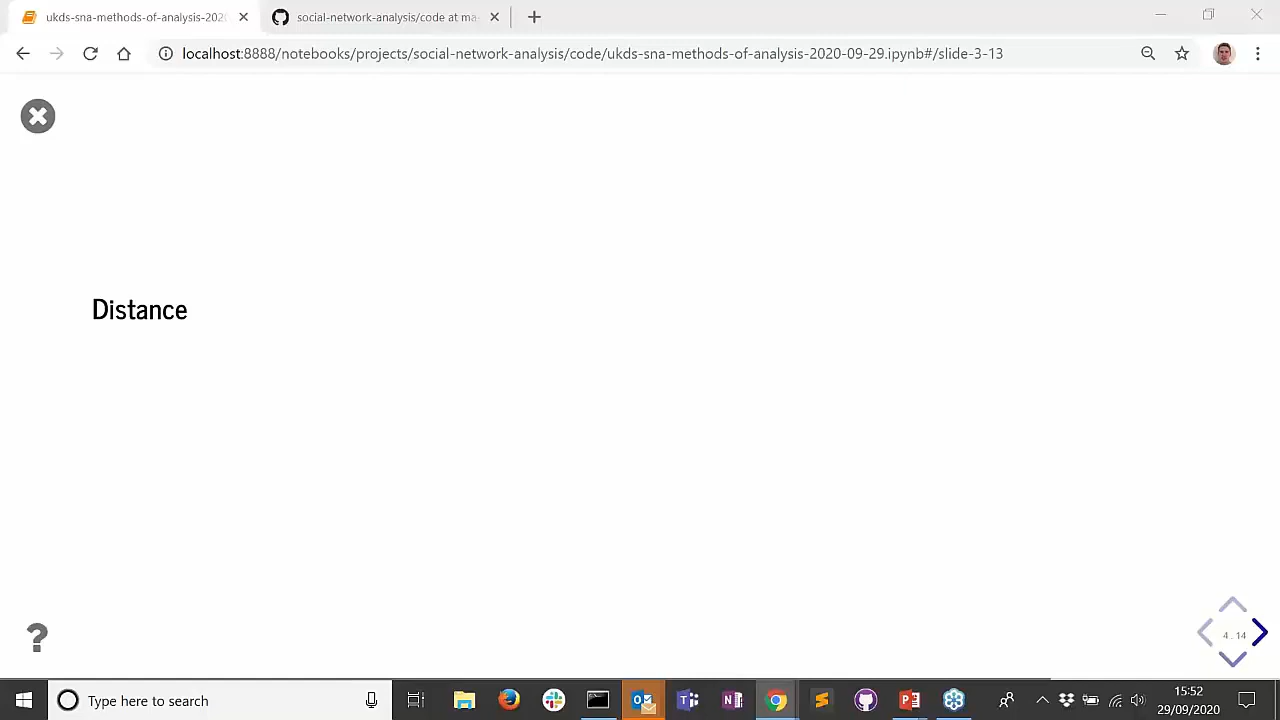 ukds-sna-methods-of-analysis-202
social-network-analysis/code at ma
localhost:8888/notebooks/projects/social-network-analysis/code/ukds-sna-methods-of-analysis-2020-09-29.ipynb#/slide-3-13
Distance
?
4 . 14
Type here to search
15:52
29/09/2020